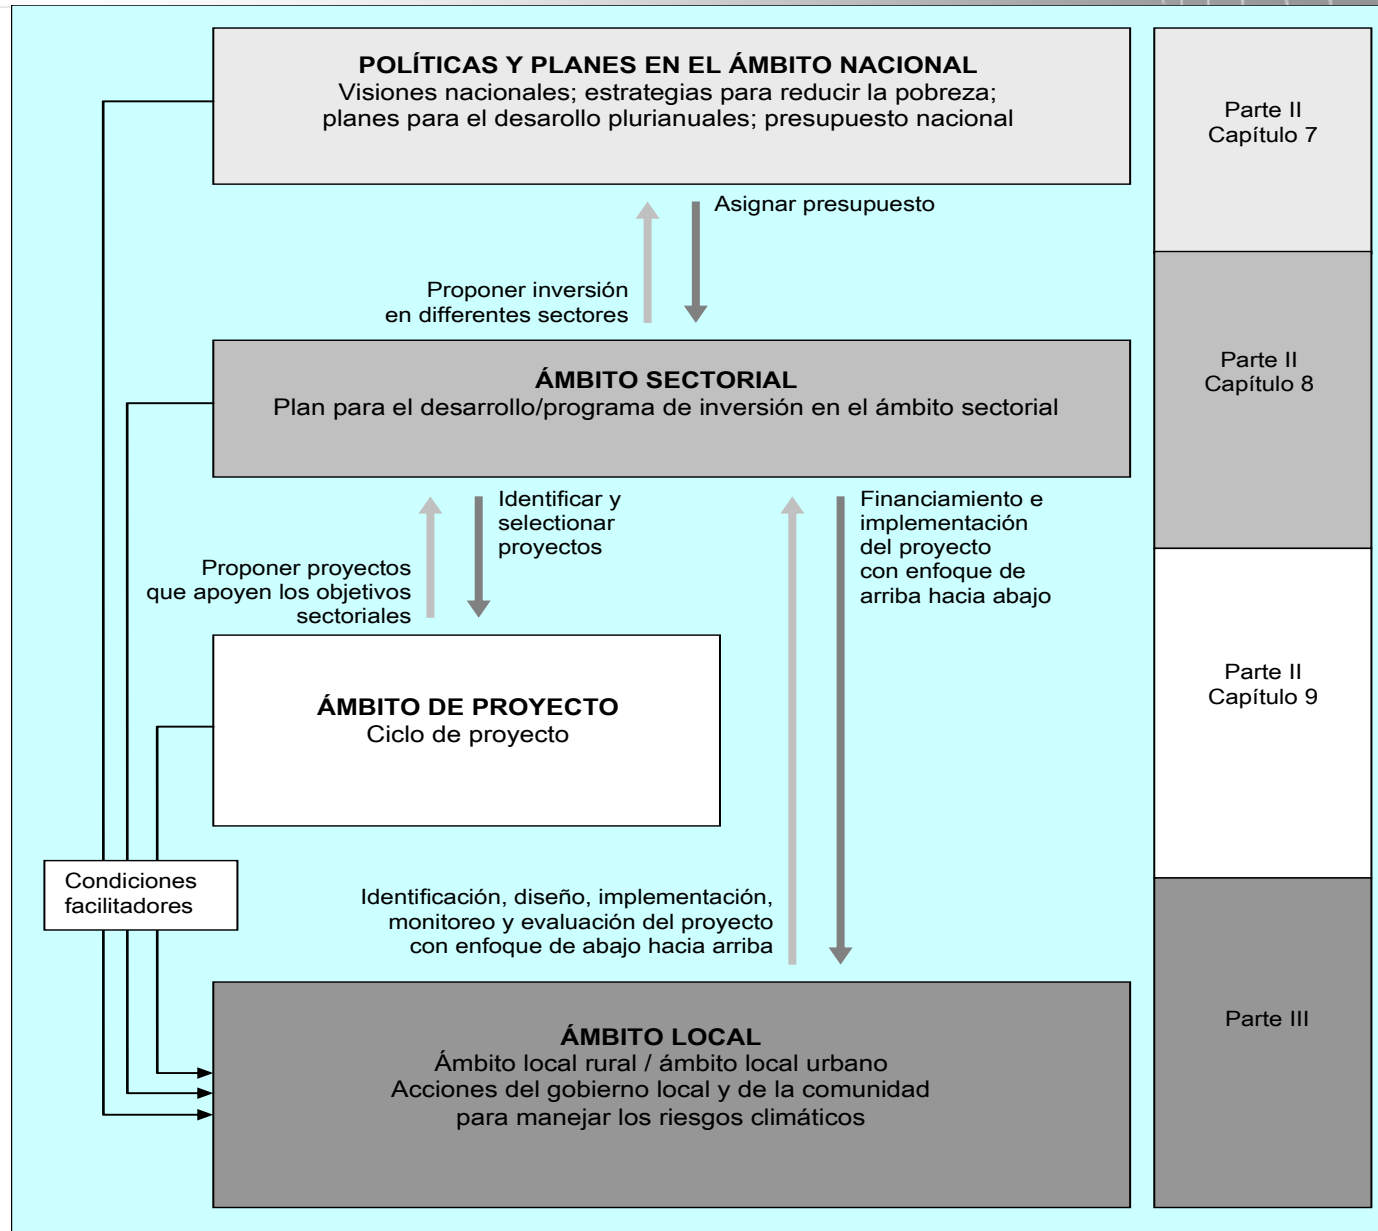 POLÍTICAS Y PLANES EN EL ÁMBITO NACIONAL
Visiones nacionales; estrategias para reducir la pobreza;
planes para el desarollo plurianuales; presupuesto nacional
Parte II
Capítulo 7
Asignar presupuesto
Proponer inversión
en differentes sectores
ÁMBITO SECTORIAL
Plan para el desarrollo/programa de inversión en el ámbito sectorial
Parte II
Capítulo 8
Identificar y
selectionar
proyectos
Proponer proyectos
que apoyen los objetivos
sectoriales
Financiamiento e
implementación
del proyecto
con enfoque de
arriba hacia abajo
ÁMBITO DE PROYECTO
Ciclo de proyecto
Parte II
Capítulo 9
Condiciones
facilitadores
Identificación, diseño, implementación,
monitoreo y evaluación del proyecto
con enfoque de abajo hacia arriba
ÁMBITO LOCAL
Ámbito local rural / ámbito local urbano
Acciones del gobierno local y de la comunidad
para manejar los riesgos climáticos
Parte III